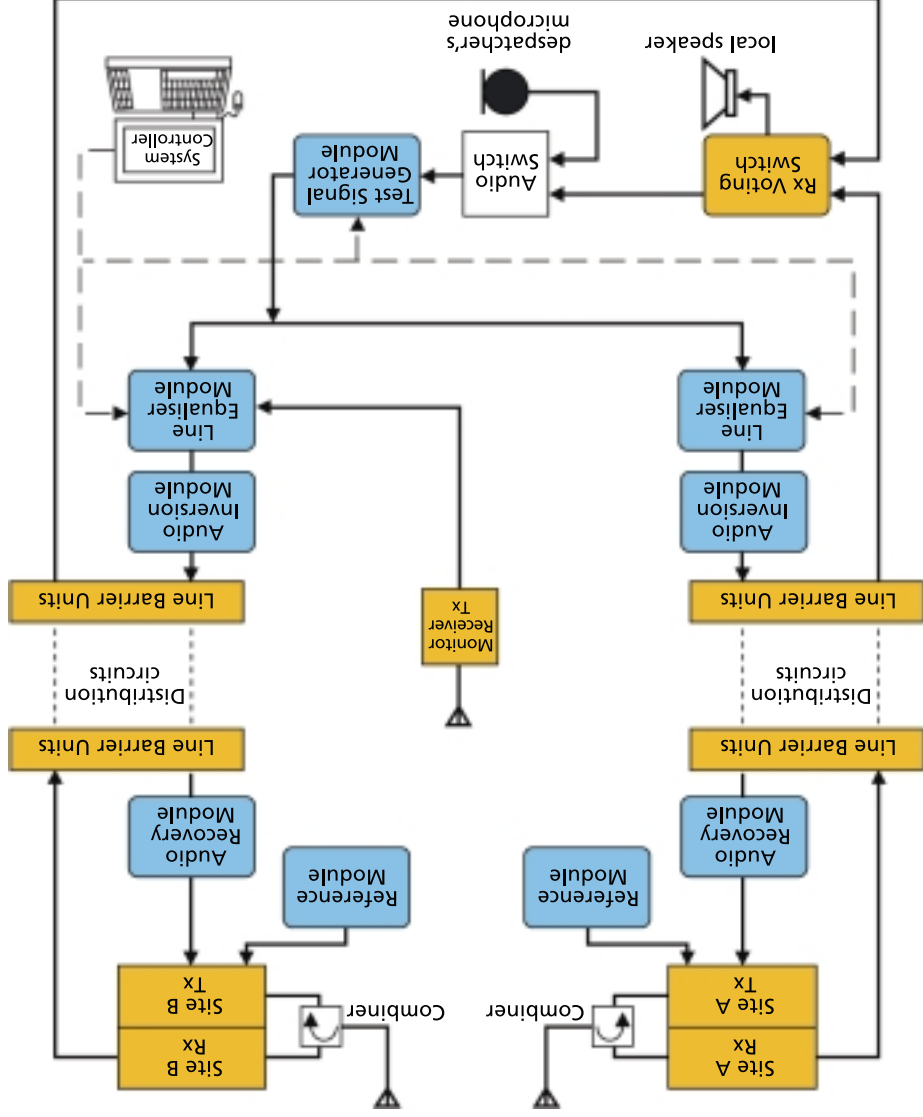 Site A
Rx
Site A
Tx
Combiner
Combiner
Site B
Rx
Site B
Tx
Reference
Module
Reference
Module
Audio
Recovery
Module
Audio
Recovery
Module
Line Barrier Units
Line Barrier Units
Distribution
circuits
Distribution
circuits
Monitor
Receiver
Tx
Line Barrier Units
Line Barrier Units
Audio
Inversion
Module
Audio
Inversion
Module
Line
Equaliser
Module
Line
Equaliser
Module
Rx Voting
Switch
Audio
Switch
Test Signal
Generator
Module
System
Controller
local speaker
despatcher's
microphone